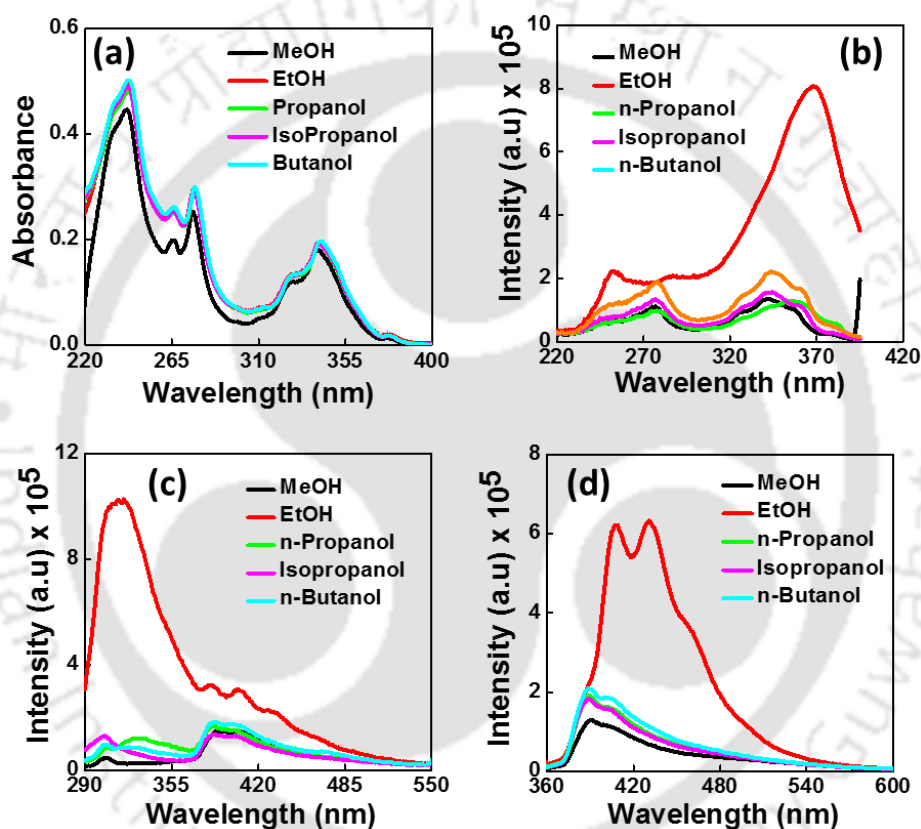 (a)
MeOH
EtOH
Propanol
IsoPropanol
Butanol
Absorbance
0.6
0.4
0.2
0.0
220 265 310 355 400
Wavelength (nm)
(b)
MeOH
EtOH
n-Propanol
Isopropanol
n-Butanol
Intensity (a.u) x 10⁵
10
8
6
4
2
0
220 270 320 370 420
Wavelength (nm)
(c)
MeOH
EtOH
n-Propanol
Isopropanol
n-Butanol
Intensity (a.u) x 10⁵
12
8
4
0
290 355 420 485 550
Wavelength (nm)
(d)
MeOH
EtOH
n-Propanol
Isopropanol
n-Butanol
Intensity (a.u) x 10⁵
8
6
4
2
0
360 420 480 540 600
Wavelength (nm)